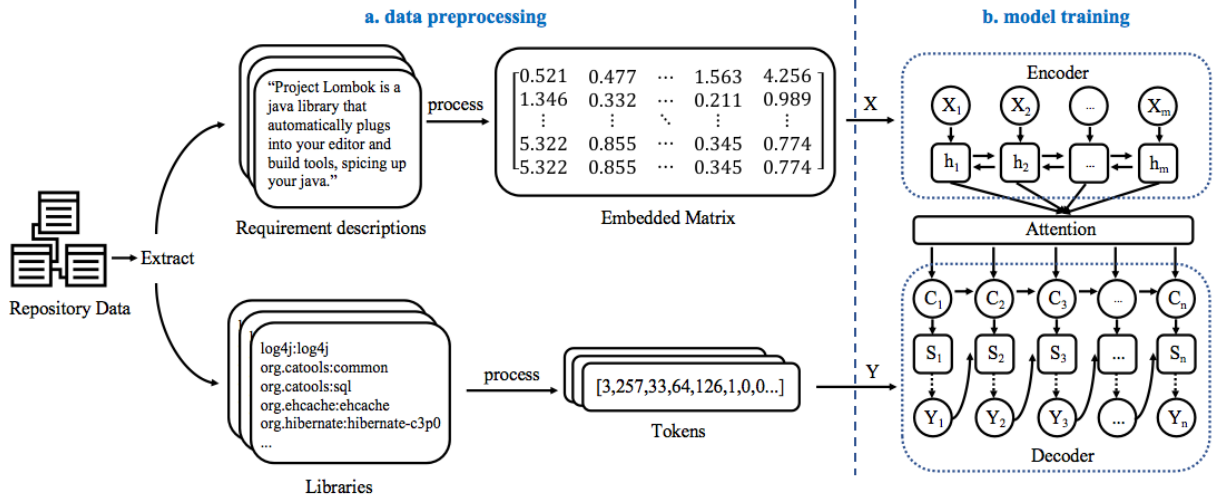 a. data preprocessing
b. model training
“Project Lombok is a
java library that
automatically plugs
into your editor and
build tools, spicing up
your java.”
Requirement descriptions
process
0.521 0.477 ⋯ 1.563 4.256
1.346 0.332 ⋯ 0.211 0.989
⋮ ⋮ ⋱ ⋮ ⋮
5.322 0.855 ⋯ 0.345 0.774
5.322 0.855 ⋯ 0.345 0.774
Embedded Matrix
X
Repository Data
Extract
log4j:log4j
org.catools:common
org.catools:sql
org.ehcache:ehcache
org.hibernate:hibernate-c3p0
...
Libraries
process
[3,257,33,64,126,1,0,0...]
Tokens
Y
Encoder
X1 X2 ... Xm
h1 h2 ... hm
Attention
C1 C2 C3 ... Cn
S1 S2 S3 ... Sn
Y1 Y2 Y3 ... Yn
Decoder